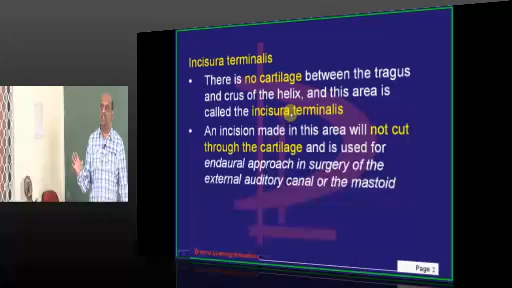 Incisura terminalis
• There is no cartilage between the tragus
and crus of the helix, and this area is
called the incisura terminalis
• An incision made in this area will not cut
through the cartilage and is used for
endaural approach in surgery of the
external auditory canal or the mastoid
Page 2